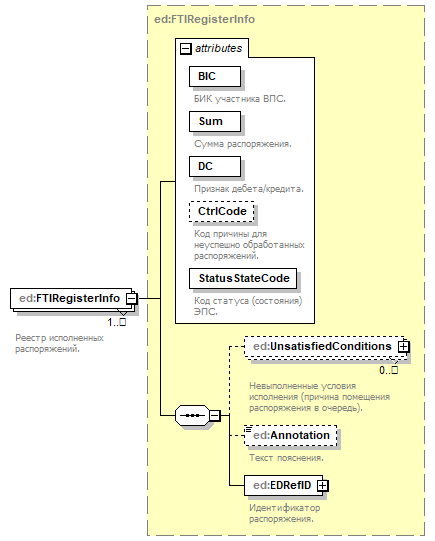 ed:FTIRegisterInfo
attributes
BIC
БИК участника ВПС.
Sum
Сумма распоряжения.
DC
Признак дебета/кредита.
CtrlCode
Код причины для
неуспешно обработанных
распоряжений.
StatusStateCode
Код статуса (состояния)
ЭПС.
ed:FTIRegisterInfo
1..□
Реестр исполненных
распоряжений.
ed:UnsatisfiedConditions
0..□
Невыполненные условия
исполнения (причина помещения
распоряжения в очередь).
ed:Annotation
Текст пояснения.
ed:EDRefID
Идентификатор
распоряжения.